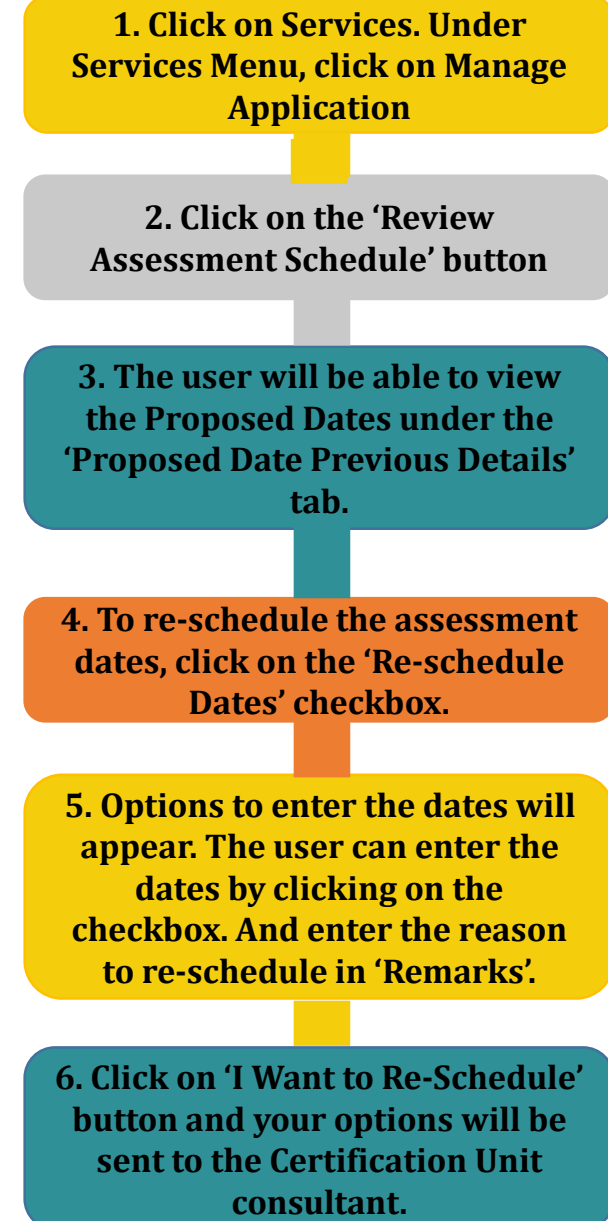 1. Click on Services. Under
Services Menu, click on Manage
Application
2. Click on the ‘Review
Assessment Schedule’ button
3. The user will be able to view
the Proposed Dates under the
‘Proposed Date Previous Details’
tab.
4. To re-schedule the assessment
dates, click on the ‘Re-schedule
Dates’ checkbox.
5. Options to enter the dates will
appear. The user can enter the
dates by clicking on the
checkbox. And enter the reason
to re-schedule in ‘Remarks’.
6. Click on ‘I Want to Re-Schedule’
button and your options will be
sent to the Certification Unit
consultant.